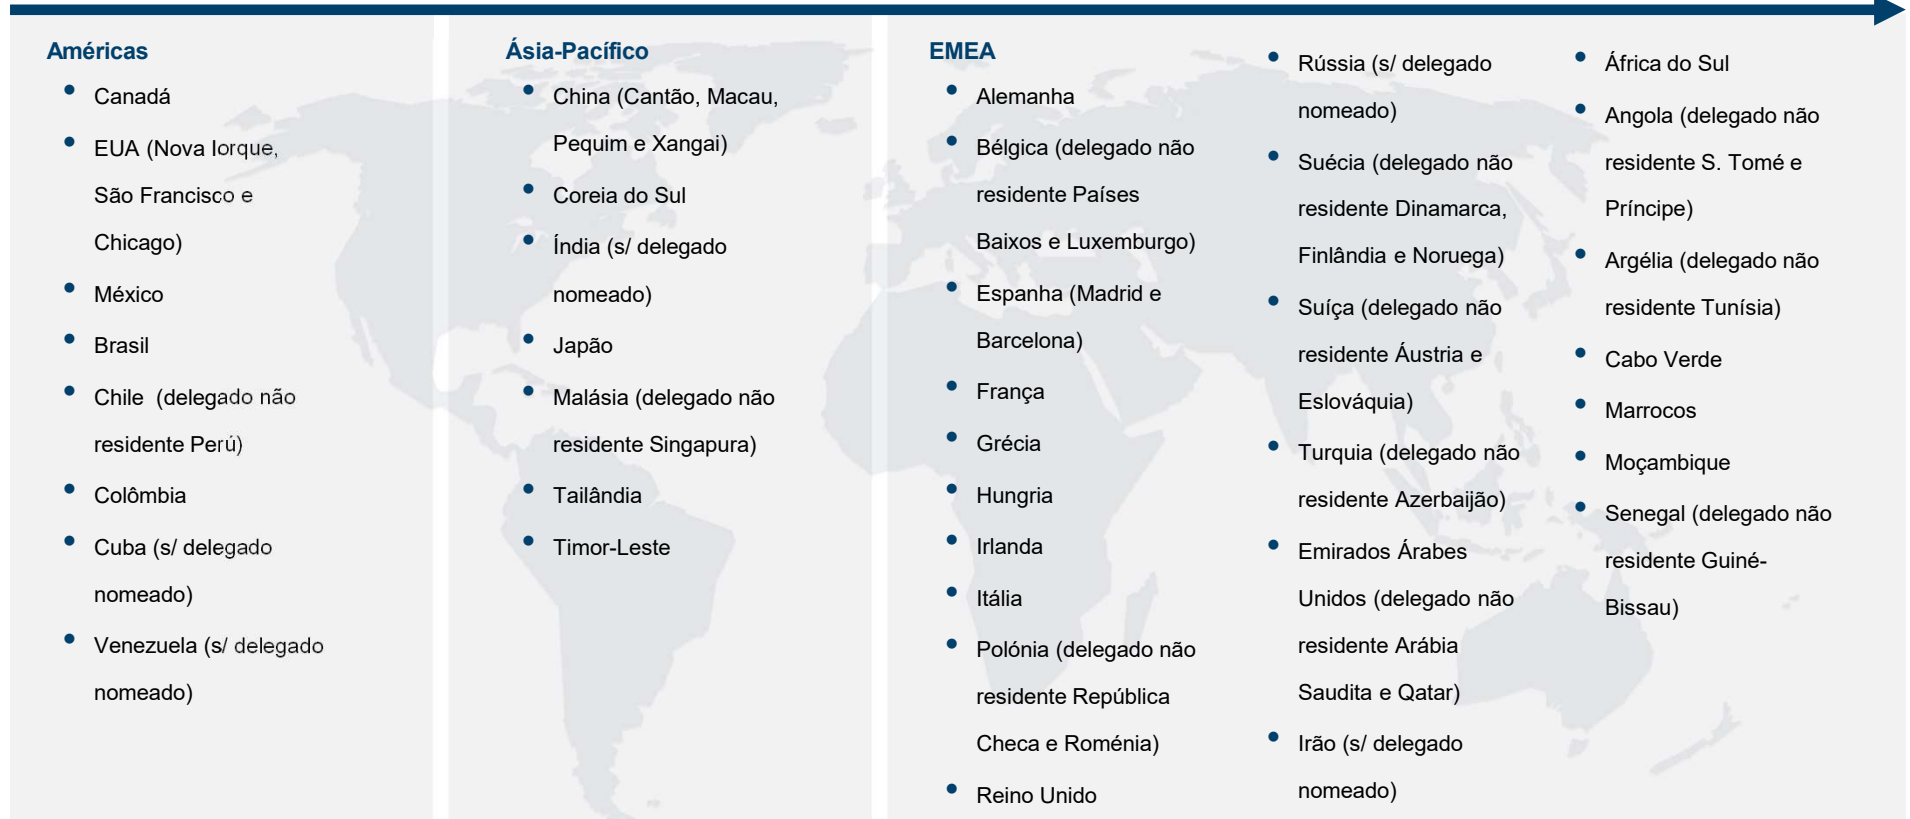 Américas
Canadá
EUA (Nova Iorque,
São Francisco e
Chicago)
México
Brasil
Chile  (delegado não
residente Perú)
Colômbia
Cuba (s/ delegado
nomeado)
Venezuela (s/ delegado
nomeado)
Ásia-Pacífico
China (Cantão, Macau,
Pequim e Xangai)
Coreia do Sul
Índia (s/ delegado
nomeado)
Japão
Malásia (delegado não
residente Singapura)
Tailândia
Timor-Leste
EMEA
Alemanha
Bélgica (delegado não
residente Países
Baixos e Luxemburgo)
Espanha (Madrid e
Barcelona)
França
Grécia
Hungria
Irlanda
Itália
Polónia (delegado não
residente República
Checa e Roménia)
Reino Unido
Rússia (s/ delegado
nomeado)
Suécia (delegado não
residente Dinamarca,
Finlândia e Noruega)
Suíça (delegado não
residente Áustria e
Eslováquia)
Turquia (delegado não
residente Azerbaijão)
Emirados Árabes
Unidos (delegado não
residente Arábia
Saudita e Qatar)
Irão (s/ delegado
nomeado)
África do Sul
Angola (delegado não
residente S. Tomé e
Príncipe)
Argélia (delegado não
residente Tunísia)
Cabo Verde
Marrocos
Moçambique
Senegal (delegado não
residente Guiné-
Bissau)